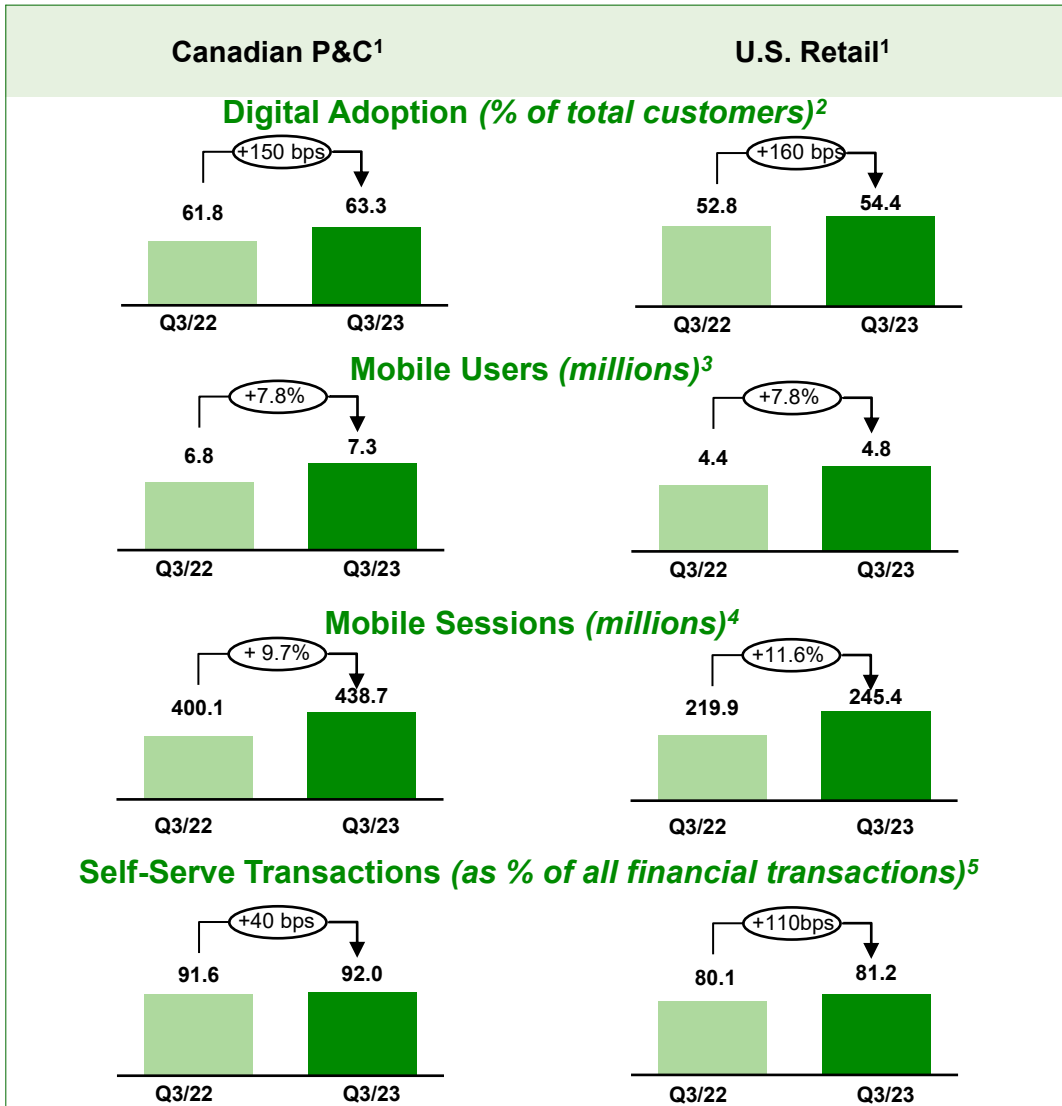 Canadian P&C¹ U.S. Retail¹
Digital Adoption (% of total customers)²
+150 bps +160 bps
61.8 63.3 52.8 54.4
Q3/22 Q3/23 Q3/22 Q3/23
Mobile Users (millions)³
+7.8% +7.8%
6.8 7.3 4.4 4.8
Q3/22 Q3/23 Q3/22 Q3/23
Mobile Sessions (millions)⁴
+ 9.7% +11.6%
400.1 438.7 219.9 245.4
Q3/22 Q3/23 Q3/22 Q3/23
Self-Serve Transactions (as % of all financial transactions)⁵
+40 bps +110bps
91.6 92.0 80.1 81.2
Q3/22 Q3/23 Q3/22 Q3/23